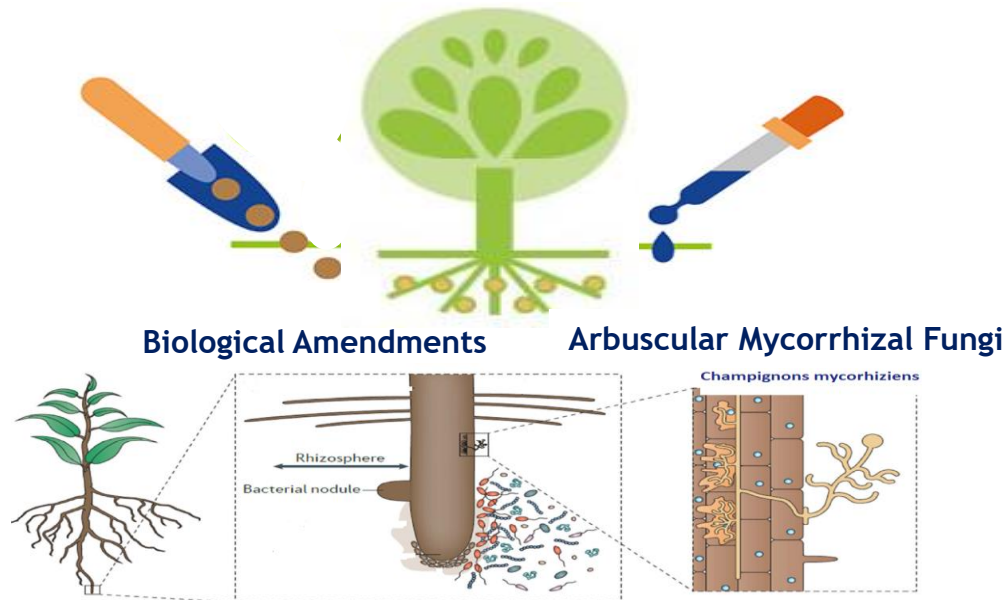 Biological Amendments
Arbuscular Mycorrhizal Fungi
Champignons mycorhiziens
Rhizosphere
Bacterial nodule